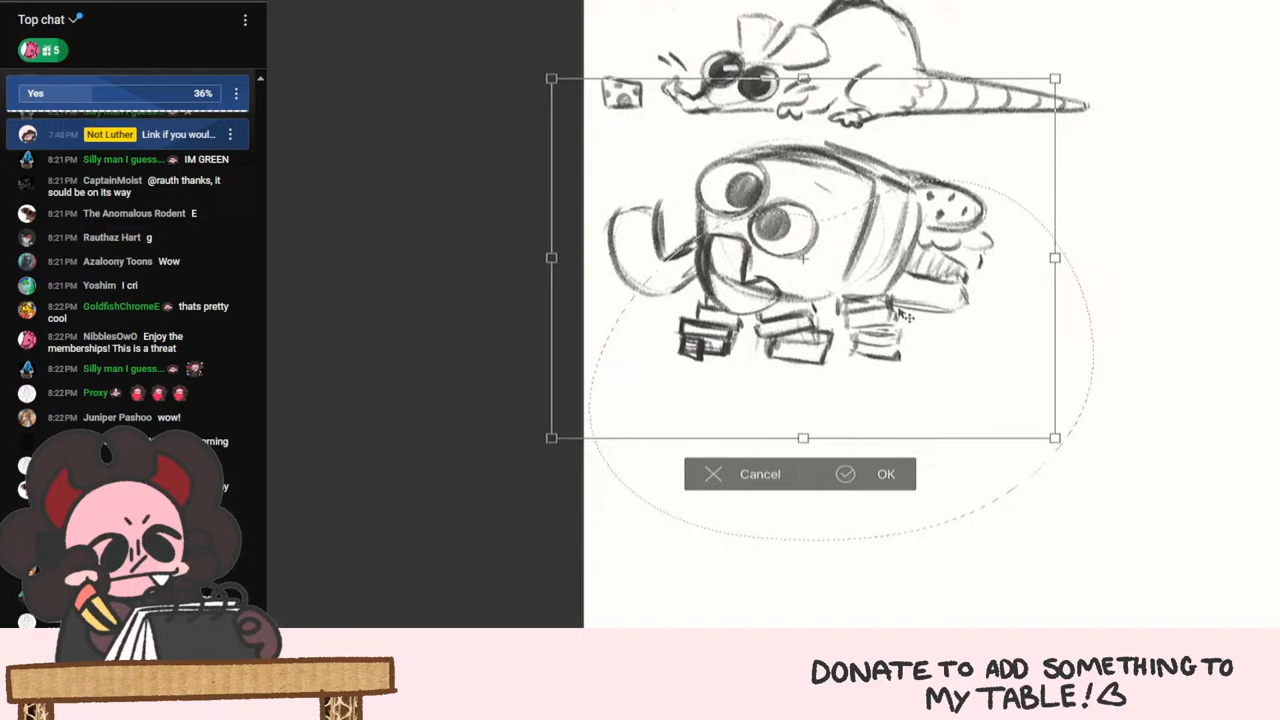 Top chat
5
Yes 36%
7:48 PM Not Luther Link if you woul...
8:21 PM Silly man I guess... IM GREEN
8:21 PM CaptainMoist @rauth thanks, it
sould be on its way
8:21 PM The Anomalous Rodent E
8:21 PM Rauthaz Hart g
8:21 PM Azaloony Toons Wow
8:21 PM Yoshim I cri
8:22 PM GoldfishChromeE thats pretty
cool
8:22 PM NibblesOwO Enjoy the
memberships! This is a threat
8:22 PM Silly man I guess...
8:22 PM Proxy
8:22 PM Juniper Pashoo wow!
Cancel OK
DONATE TO ADD SOMETHING TO
MY TABLE!